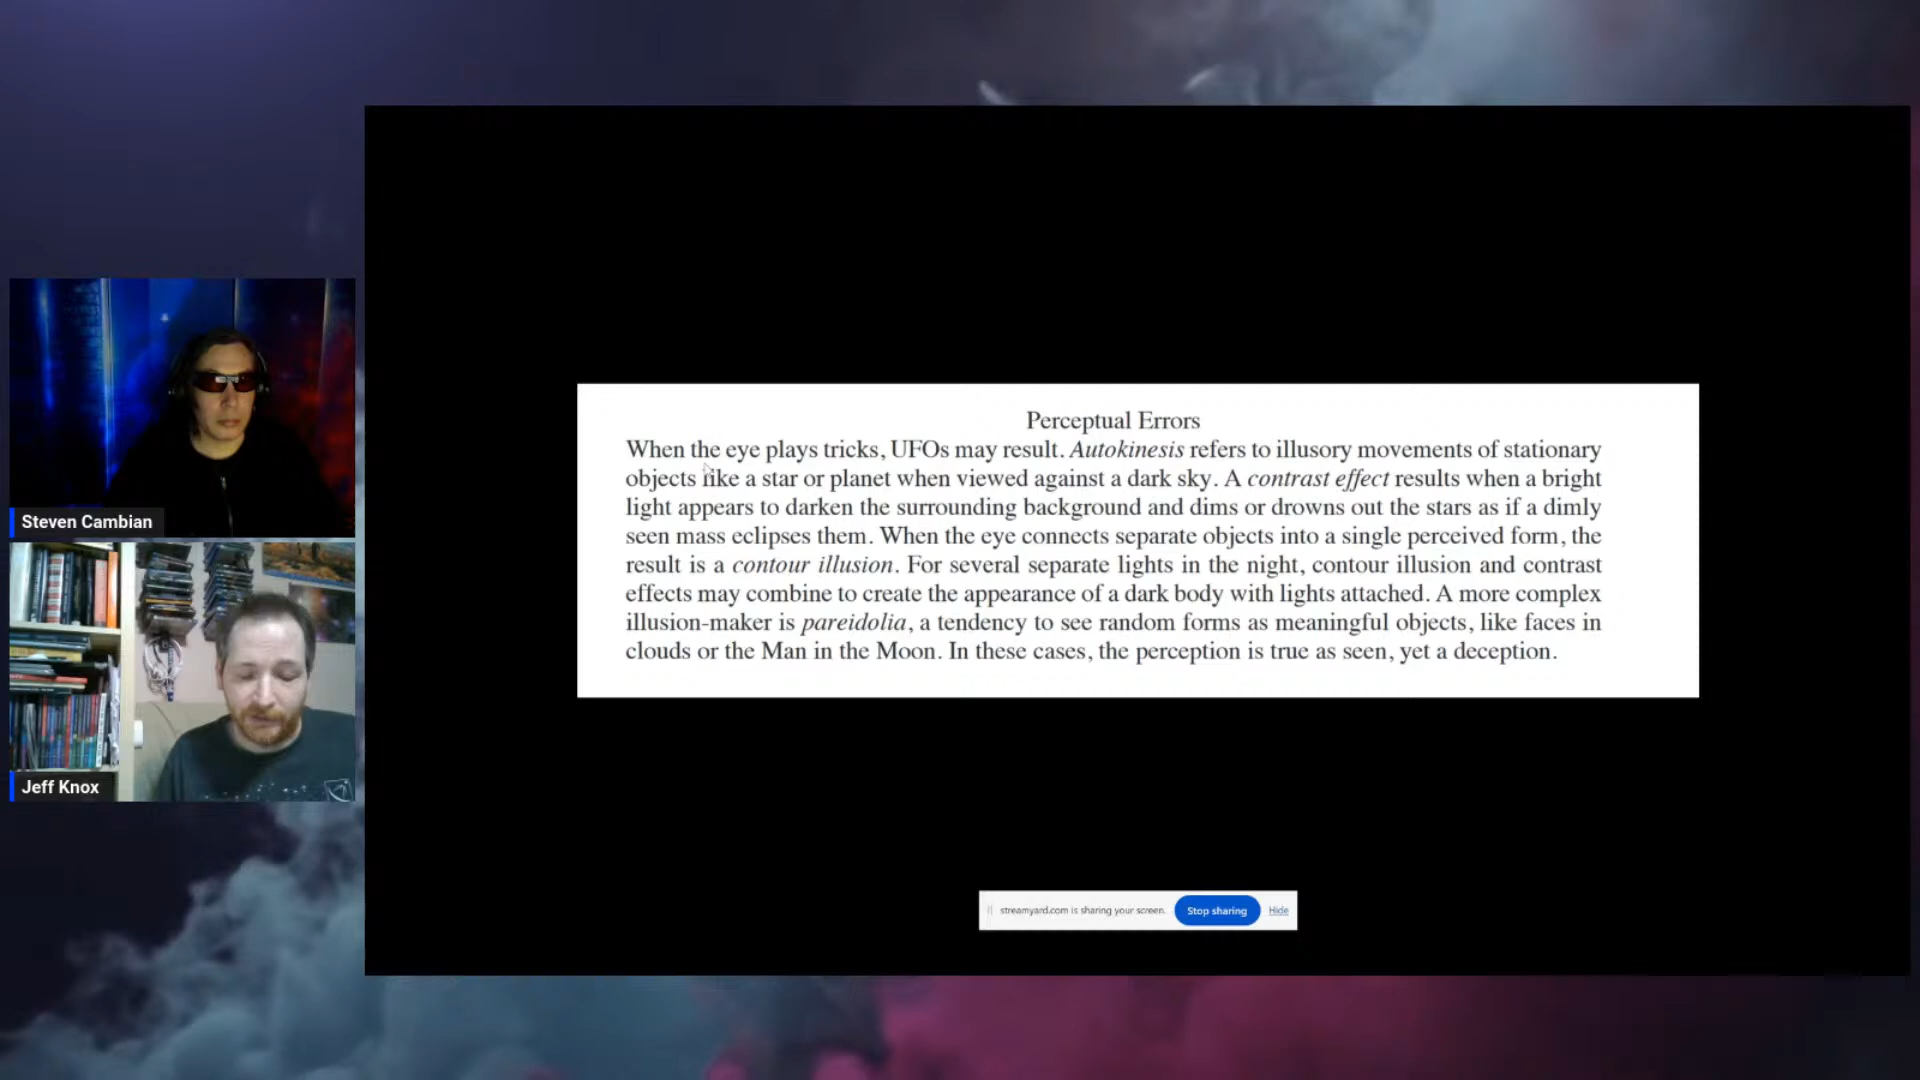 Steven Cambian
Jeff Knox
Perceptual Errors
When the eye plays tricks, UFOs may result. Autokinesis refers to illusory movements of stationary
objects like a star or planet when viewed against a dark sky. A contrast effect results when a bright
light appears to darken the surrounding background and dims or drowns out the stars as if a dimly
seen mass eclipses them. When the eye connects separate objects into a single perceived form, the
result is a contour illusion. For several separate lights in the night, contour illusion and contrast
effects may combine to create the appearance of a dark body with lights attached. A more complex
illusion-maker is pareidolia, a tendency to see random forms as meaningful objects, like faces in
clouds or the Man in the Moon. In these cases, the perception is true as seen, yet a deception.
streamyard.com is sharing your screen. Stop sharing Hide